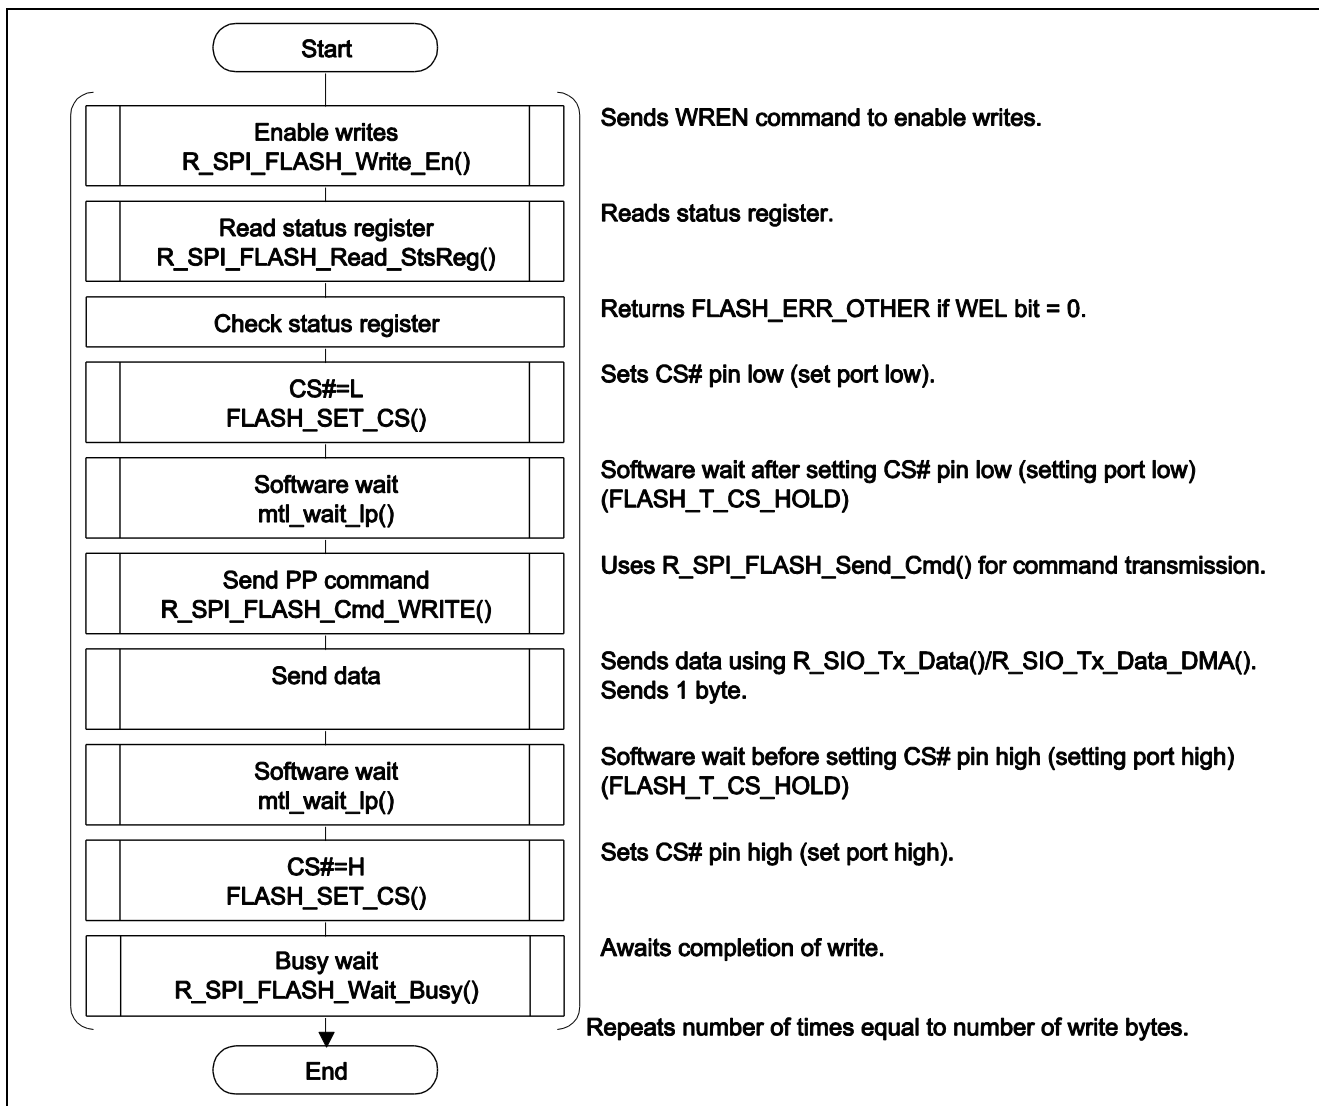 Start
Enable writes
R_SPI_FLASH_Write_En()
Sends WREN command to enable writes.
Read status register
R_SPI_FLASH_Read_StsReg()
Reads status register.
Check status register
Returns FLASH_ERR_OTHER if WEL bit = 0.
CS#=L
FLASH_SET_CS()
Sets CS# pin low (set port low).
Software wait
mtl_wait_lp()
Software wait after setting CS# pin low (setting port low)
(FLASH_T_CS_HOLD)
Send PP command
R_SPI_FLASH_Cmd_WRITE()
Uses R_SPI_FLASH_Send_Cmd() for command transmission.
Send data
Sends data using R_SIO_Tx_Data()/R_SIO_Tx_Data_DMA().
Sends 1 byte.
Software wait
mtl_wait_lp()
Software wait before setting CS# pin high (setting port high)
(FLASH_T_CS_HOLD)
CS#=H
FLASH_SET_CS()
Sets CS# pin high (set port high).
Busy wait
R_SPI_FLASH_Wait_Busy()
Awaits completion of write.
Repeats number of times equal to number of write bytes.
End